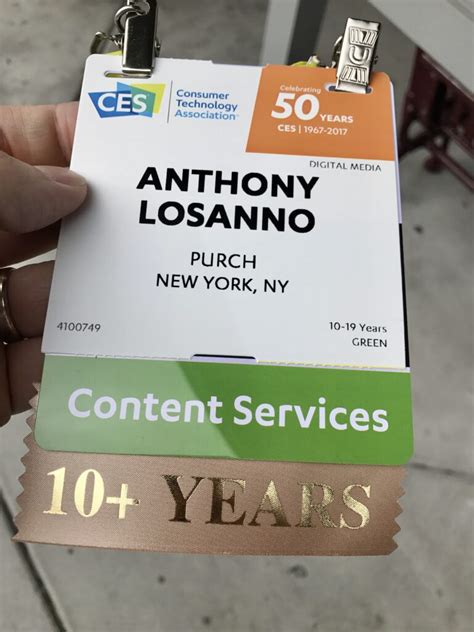 CES
Consumer
Technology
Association
Celebrating
50 YEARS
CES | 1967-2017
DIGITAL MEDIA
ANTHONY
LOSANNO
PURCH
NEW YORK, NY
4100749
10-19 Years
GREEN
Content Services
10+ YEARS